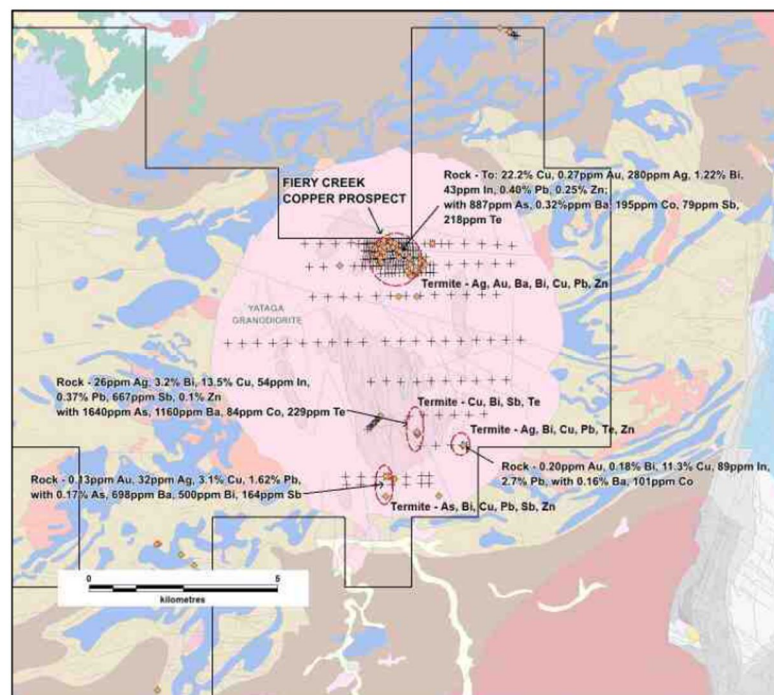 Rock - To: 22.2% Cu, 0.27ppm Au, 280ppm Ag, 1.22% Bi,
43ppm In, 0.40% Pb, 0.25% Zn;
with 887ppm As, 0.32%ppm Ba, 195ppm Co, 79ppm Sb,
218ppm Te
FIERY CREEK
COPPER PROSPECT
Termite - Ag, Au, Ba, Bi, Cu, Pb, Zn
YATAGA
GRANODIORITE
Rock - 26ppm Ag, 3.2% Bi, 13.5% Cu, 54ppm In,
0.37% Pb, 667ppm Sb, 0.1% Zn
with 1640ppm As, 1160ppm Ba, 84ppm Co, 229ppm Te
Termite - Cu, Bi, Sb, Te
Termite - Ag, Bi, Cu, Pb, Te, Zn
Rock - 0.20ppm Au, 0.18% Bi, 11.3% Cu, 89ppm In,
2.7% Pb, with 0.16% Ba, 101ppm Co
Rock - 0.13ppm Au, 32ppm Ag, 3.1% Cu, 1.62% Pb,
with 0.17% As, 698ppm Ba, 500ppm Bi, 164ppm Sb
Termite - As, Bi, Cu, Pb, Sb, Zn
0 5
kilometres